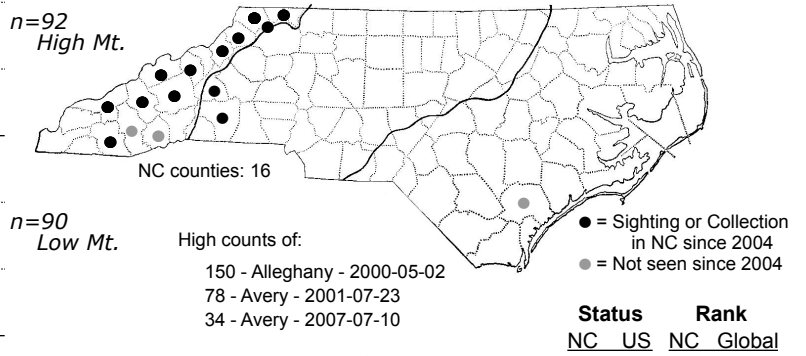 n=92
High Mt.
NC counties: 16
n=90
Low Mt.
High counts of:
150 - Alleghany - 2000-05-02
78 - Avery - 2001-07-23
34 - Avery - 2007-07-10
= Sighting or Collection
in NC since 2004
= Not seen since 2004
Status Rank
NC US NC Global